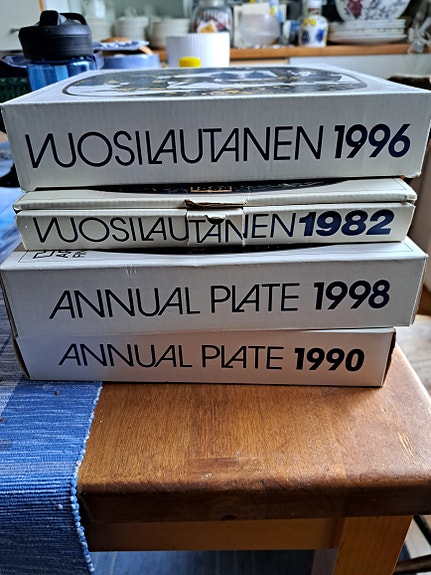 VUOSILAUTANEN 1996
VUOSILAUTANEN 1982
ANNUAL PLATE 1998
ANNUAL PLATE 1990